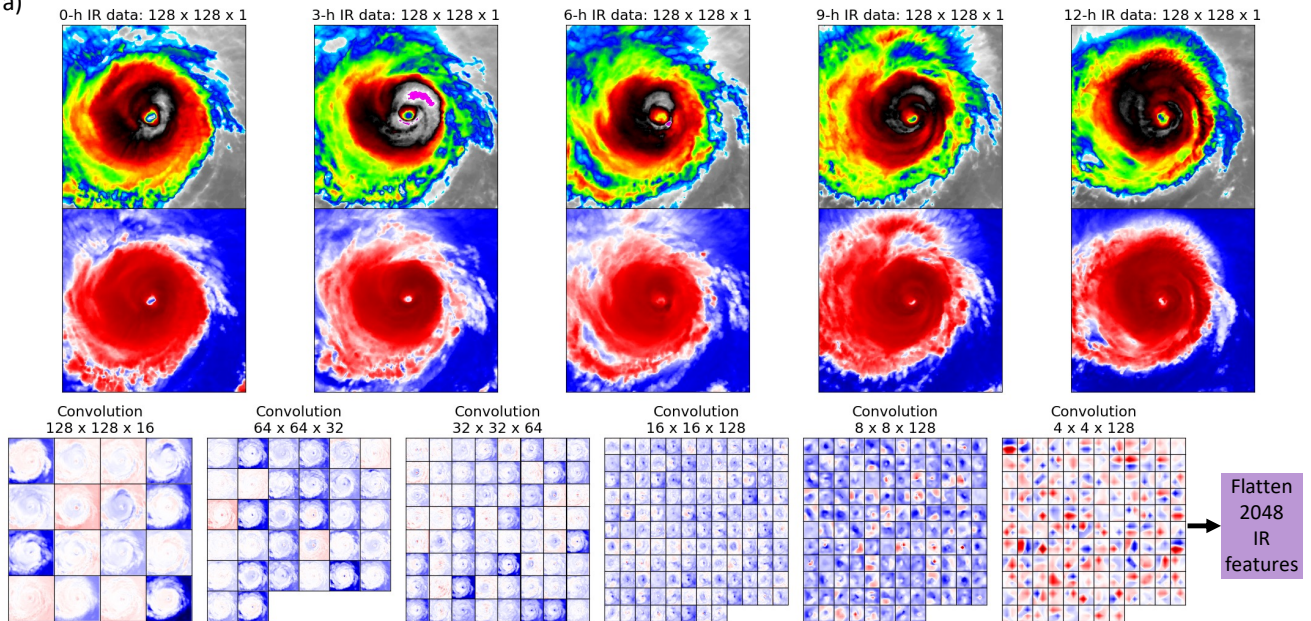 a)
0-h IR data: 128 x 128 x 1
3-h IR data: 128 x 128 x 1
6-h IR data: 128 x 128 x 1
9-h IR data: 128 x 128 x 1
12-h IR data: 128 x 128 x 1
Convolution
128 x 128 x 16
Convolution
64 x 64 x 32
Convolution
32 x 32 x 64
Convolution
16 x 16 x 128
Convolution
8 x 8 x 128
Convolution
4 x 4 x 128
Flatten
2048
IR
features